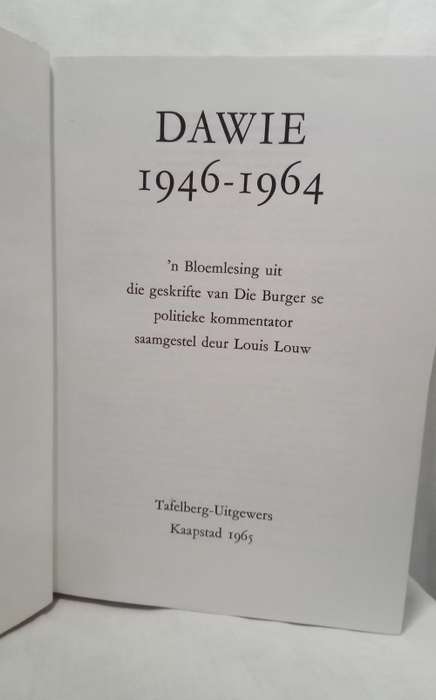 DAWIE
1946-1964
'n Bloemlesing uit
die geskrifte van Die Burger se
politieke kommentator
saamgestel deur Louis Louw
Tafelberg-Uitgewers
Kaapstad 1965